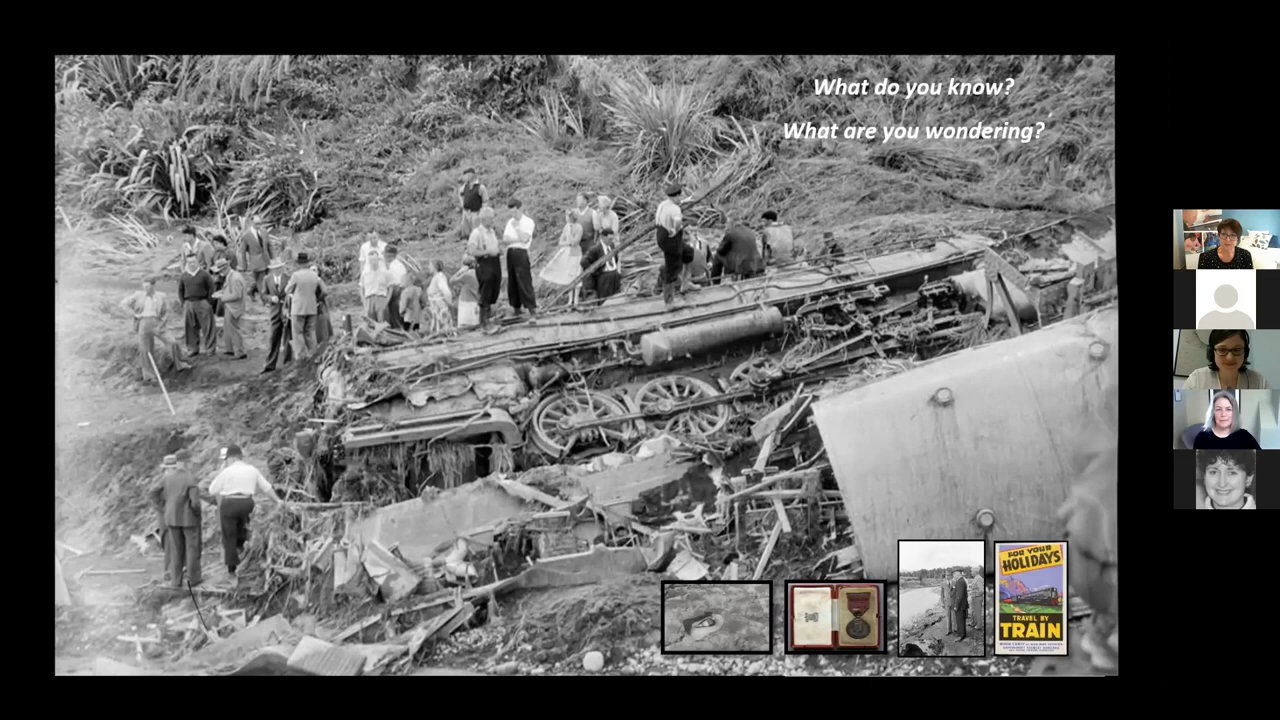 What do you know?
What are you wondering?
FOR YOUR
HOLIDAYS
TRAVEL BY
TRAIN